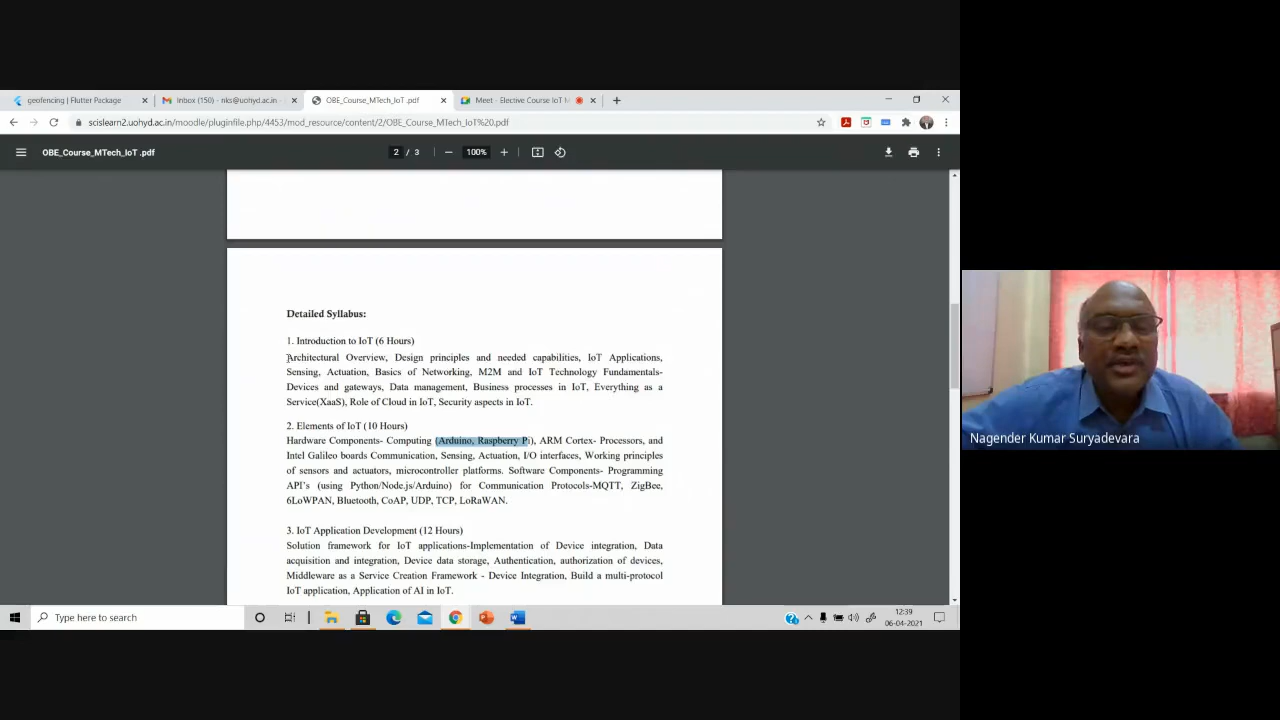 geofencing | Flutter Package
Inbox (150) - nks@uohyd.ac.in -
OBE_Course_MTech_IoT .pdf
Meet - Elective Course IoT M
scislearn2.uohyd.ac.in/moodle/pluginfile.php/4453/mod_resource/content/2/OBE_Course_MTech_IoT%20.pdf
OBE_Course_MTech_IoT .pdf
2 / 3
100%
Detailed Syllabus:
1. Introduction to IoT (6 Hours)
Architectural Overview, Design principles and needed capabilities, IoT Applications,
Sensing, Actuation, Basics of Networking, M2M and IoT Technology Fundamentals-
Devices and gateways, Data management, Business processes in IoT, Everything as a
Service(XaaS), Role of Cloud in IoT, Security aspects in IoT.
2. Elements of IoT (10 Hours)
Hardware Components- Computing (Arduino, Raspberry Pi), ARM Cortex- Processors, and
Intel Galileo boards Communication, Sensing, Actuation, I/O interfaces, Working principles
of sensors and actuators, microcontroller platforms. Software Components- Programming
API's (using Python/Node.js/Arduino) for Communication Protocols-MQTT, ZigBee,
6LoWPAN, Bluetooth, CoAP, UDP, TCP, LoRaWAN.
3. IoT Application Development (12 Hours)
Solution framework for IoT applications-Implementation of Device integration, Data
acquisition and integration, Device data storage, Authentication, authorization of devices,
Middleware as a Service Creation Framework - Device Integration, Build a multi-protocol
IoT application, Application of AI in IoT.
Nagender Kumar Suryadevara
Type here to search
12:39
06-04-2021